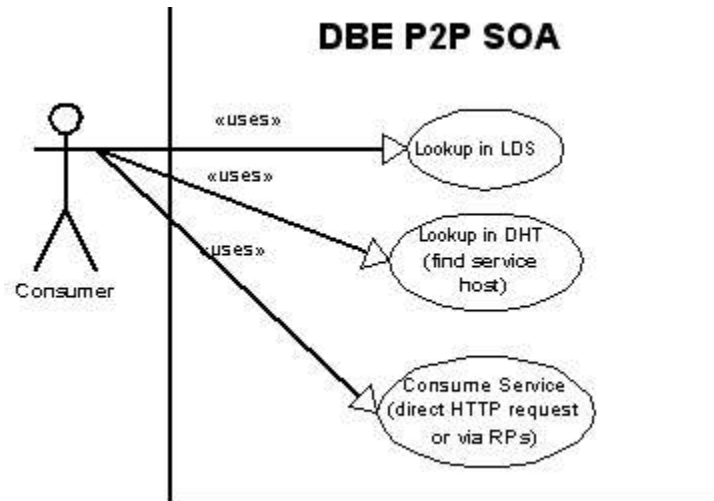 DBE P2P SOA
«uses»
Lookup in LDS
«uses»
Lookup in DHT
(find service
host)
«uses»
Consumer
Consume Service
(direct HTTP request
or via RPs)